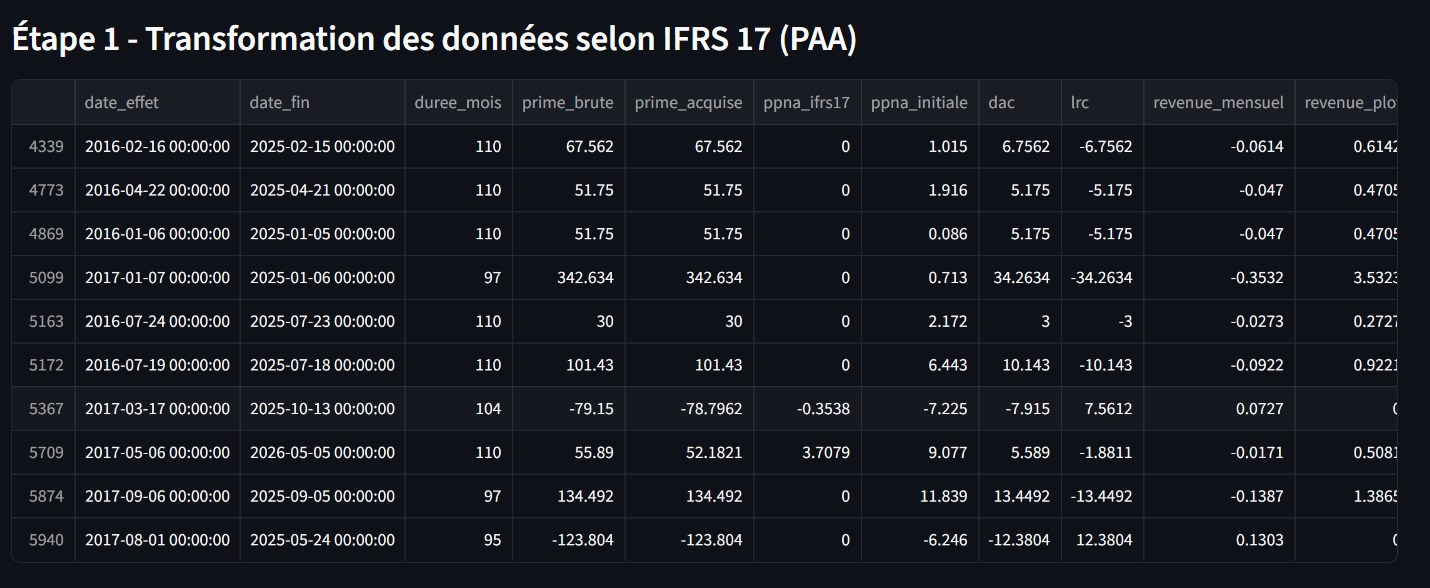 Étape 1 - Transformation des données selon IFRS 17 (PAA)
date_effet date_fin duree_mois prime_brute prime_acquise ppna_ifrs17 ppna_initiale dac lrc revenue_mensuel revenue_plo
4339 2016-02-16 00:00:00 2025-02-15 00:00:00 110 67.562 67.562 0 1.015 6.7562 -6.7562 -0.0614 0.6142
4773 2016-04-22 00:00:00 2025-04-21 00:00:00 110 51.75 51.75 0 1.916 5.175 -5.175 -0.047 0.4705
4869 2016-01-06 00:00:00 2025-01-05 00:00:00 110 51.75 51.75 0 0.086 5.175 -5.175 -0.047 0.4705
5099 2017-01-07 00:00:00 2025-01-06 00:00:00 97 342.634 342.634 0 0.713 34.2634 -34.2634 -0.3532 3.5323
5163 2016-07-24 00:00:00 2025-07-23 00:00:00 110 30 30 0 2.172 3 -3 -0.0273 0.2727
5172 2016-07-19 00:00:00 2025-07-18 00:00:00 110 101.43 101.43 0 6.443 10.143 -10.143 -0.0922 0.9221
5367 2017-03-17 00:00:00 2025-10-13 00:00:00 104 -79.15 -78.7962 -0.3538 -7.225 -7.915 7.5612 0.0727 0
5709 2017-05-06 00:00:00 2026-05-05 00:00:00 110 55.89 52.1821 3.7079 9.077 5.589 -1.8811 -0.0171 0.5081
5874 2017-09-06 00:00:00 2025-09-05 00:00:00 97 134.492 134.492 0 11.839 13.4492 -13.4492 -0.1387 1.3865
5940 2017-08-01 00:00:00 2025-05-24 00:00:00 95 -123.804 -123.804 0 -6.246 -12.3804 12.3804 0.1303 0